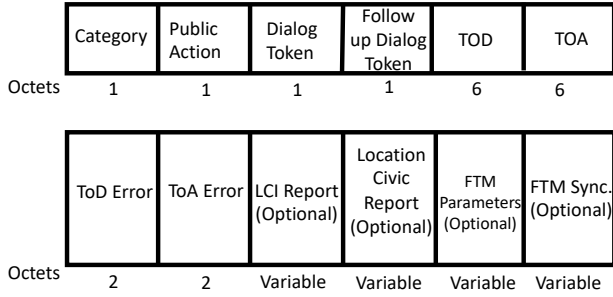 Category
Public
Action
Dialog
Token
Follow
up Dialog
Token
TOD
TOA
Octets
1
1
1
1
6
6
ToD Error
ToA Error
LCI Report
(Optional)
Location
Civic
Report
(Optional)
FTM
Parameters
(Optional)
FTM Sync.
(Optional)
Octets
2
2
Variable
Variable
Variable
Variable